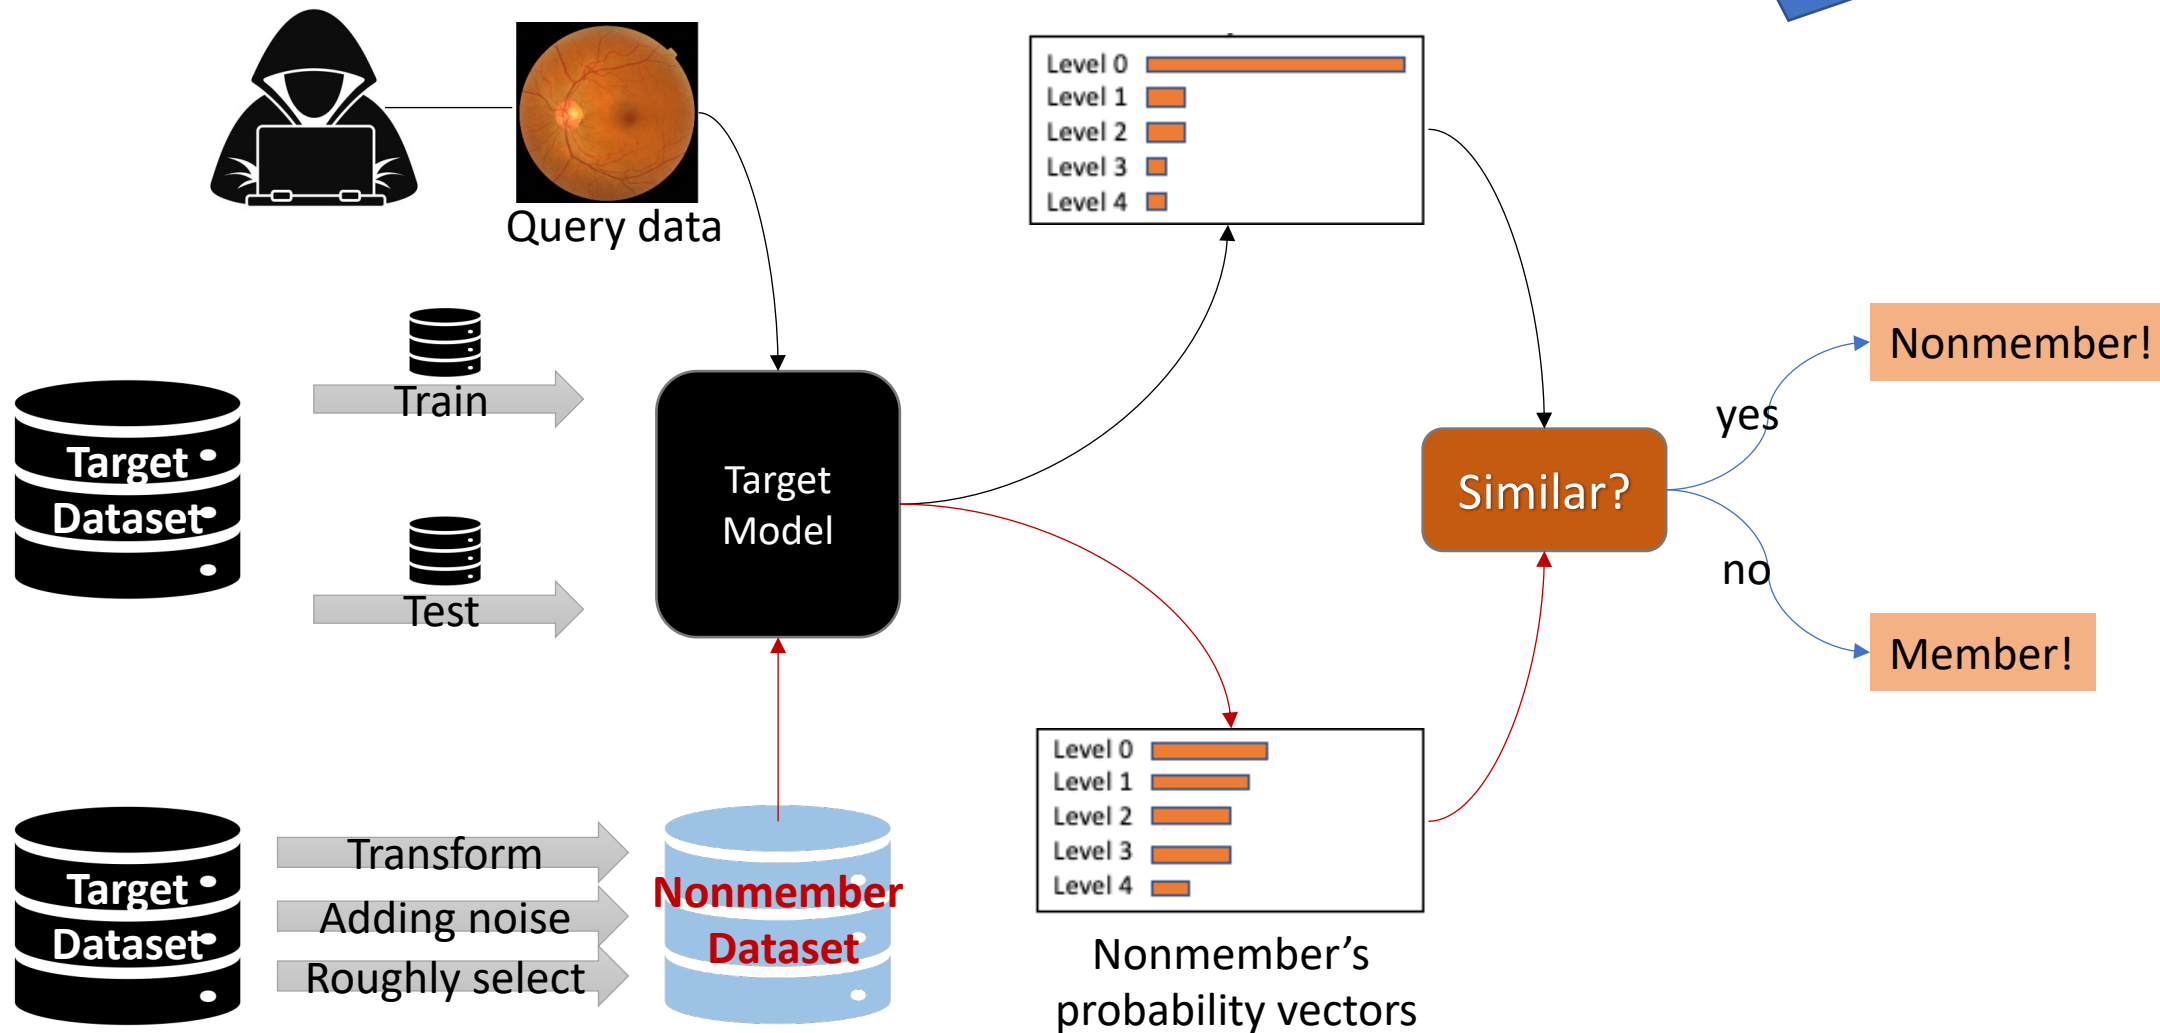 Query data
Level 0
Level 1
Level 2
Level 3
Level 4
Train
Target
Dataset
Test
Target
Model
Similar?
yes
no
Nonmember!
Member!
Target
Dataset
Transform
Adding noise
Roughly select
Nonmember
Dataset
Level 0
Level 1
Level 2
Level 3
Level 4
Nonmember’s
probability vectors